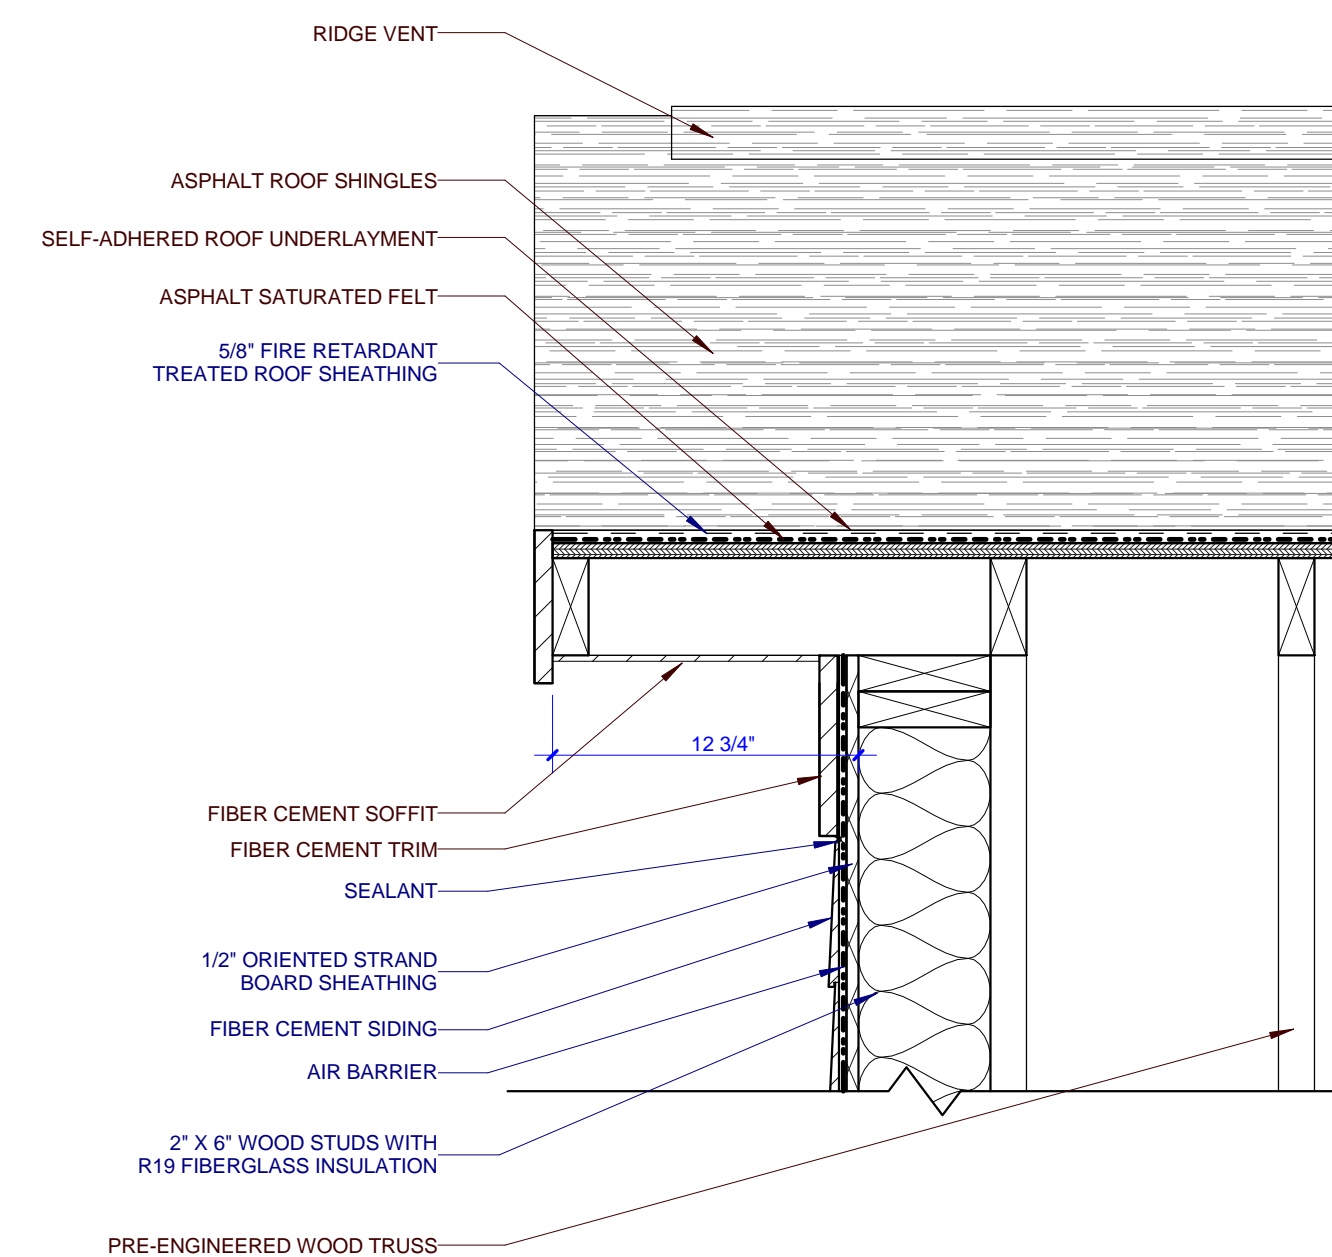 RIDGE VENT
ASPHALT ROOF SHINGLES
SELF-ADHERED ROOF UNDERLAYMENT
ASPHALT SATURATED FELT
5/8" FIRE RETARDANT
TREATED ROOF SHEATHING
12 3/4"
FIBER CEMENT SOFFIT
FIBER CEMENT TRIM
SEALANT
1/2" ORIENTED STRAND
BOARD SHEATHING
FIBER CEMENT SIDING
AIR BARRIER
2" X 6" WOOD STUDS WITH
R19 FIBERGLASS INSULATION
PRE-ENGINEERED WOOD TRUSS